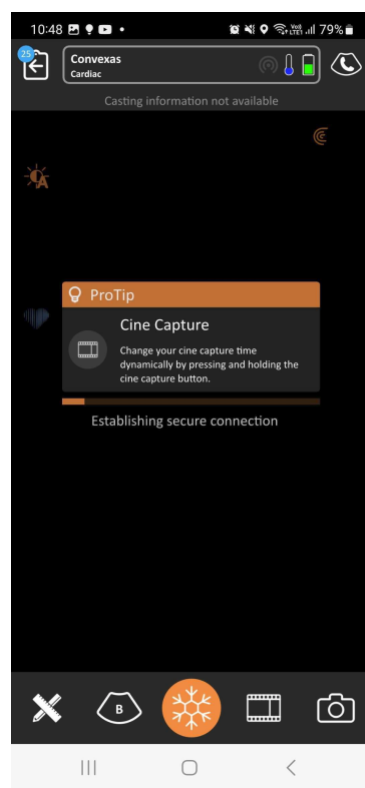 10:48
79%
25
Convexas
Cardiac
Casting information not available
A
ProTip
Cine Capture
Change your cine capture time
dynamically by pressing and holding the
cine capture button.
Establishing secure connection
B